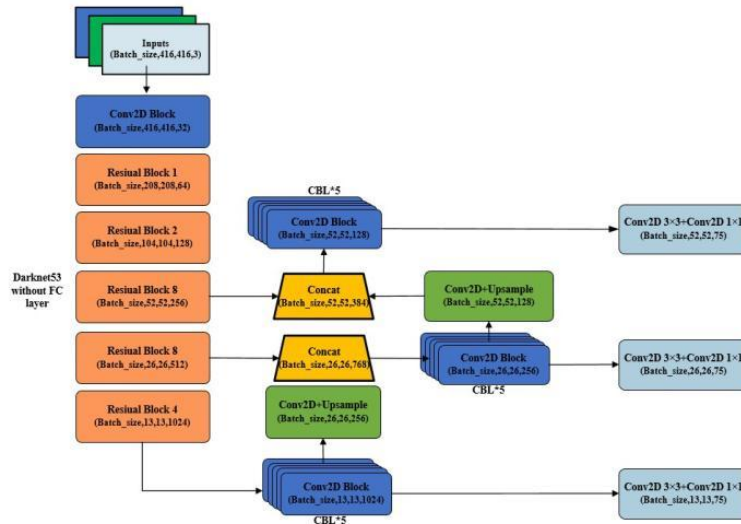 Inputs
(Batch_size,416,416,3)
Conv2D Block
(Batch_size,416,416,32)
Resiual Block 1
(Batch_size,208,208,64)
Resiual Block 2
(Batch_size,104,104,128)
Darknet53
without FC
layer
Resiual Block 8
(Batch_size,52,52,256)
Resiual Block 8
(Batch_size,26,26,512)
Resiual Block 4
(Batch_size,13,13,1024)
CBL*5
Conv2D Block
(Batch_size,52,52,128)
Conv2D 3×3+Conv2D 1×1
(Batch_size,52,52,75)
Concat
(Batch_size,52,52,384)
Conv2D+Upsample
(Batch_size,52,52,128)
Concat
(Batch_size,26,26,768)
Conv2D Block
(Batch_size,26,26,256)
CBL*5
Conv2D 3×3+Conv2D 1×1
(Batch_size,26,26,75)
Conv2D+Upsample
(Batch_size,26,26,256)
Conv2D Block
(Batch_size,13,13,1024)
CBL*5
Conv2D 3×3+Conv2D 1×1
(Batch_size,13,13,75)